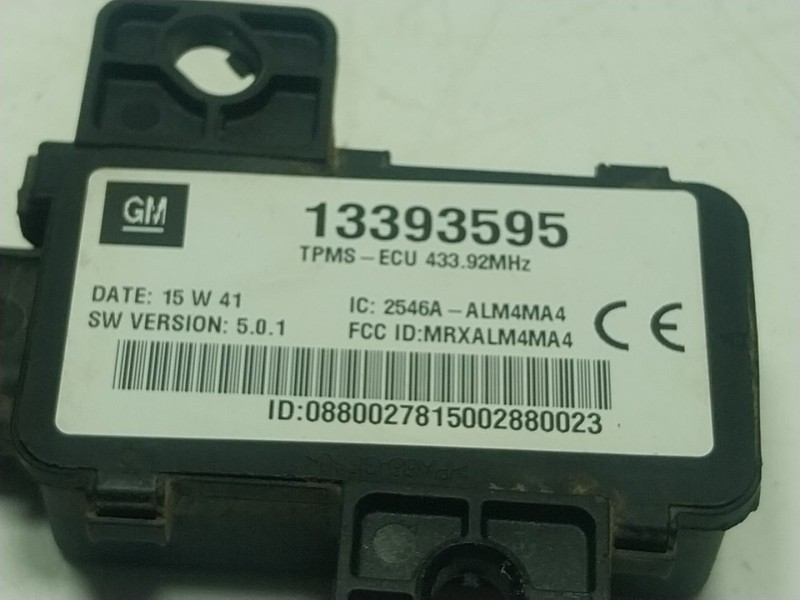 GM
13393595
TPMS-ECU 433.92MHz
DATE: 15 W 41
SW VERSION: 5.0.1
IC: 2546A-ALM4MA4
FCC ID:MRXALM4MA4
CE
ID:0880027815002880023